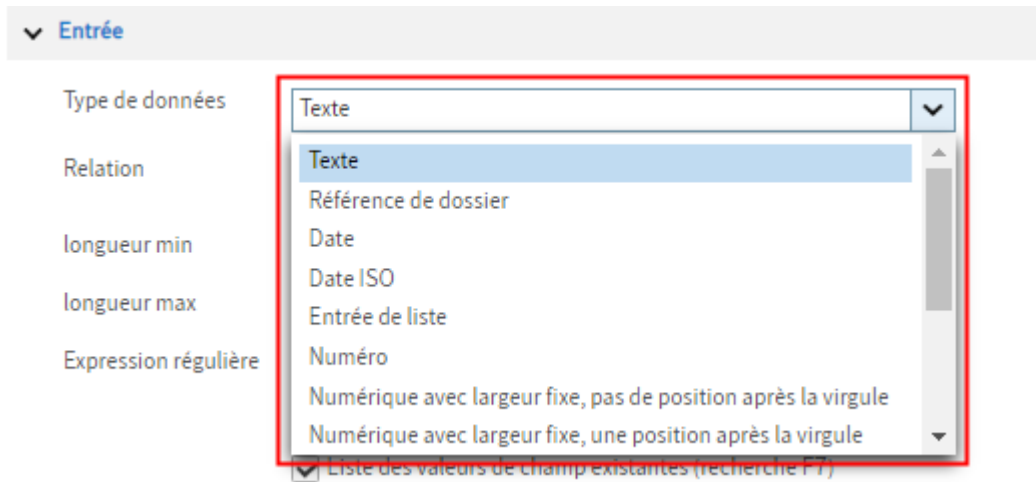 Entrée
Type de données
Texte
Relation
Texte
Référence de dossier
longueur min
Date
Date ISO
longueur max
Entrée de liste
Expression régulière
Numéro
Numérique avec largeur fixe, pas de position après la virgule
Numérique avec largeur fixe, une position après la virgule
Liste des valeurs de champ existantes (recherche F7)